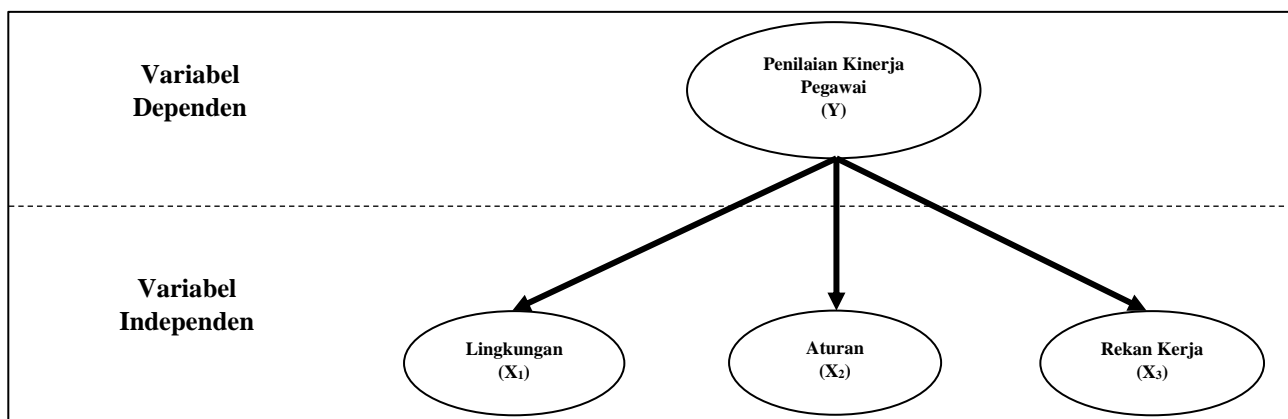 Variabel
Dependen
Penilaian Kinerja
Pegawai
(Y)
Variabel
Independen
Lingkungan
(X₁)
Aturan
(X₂)
Rekan Kerja
(X₃)